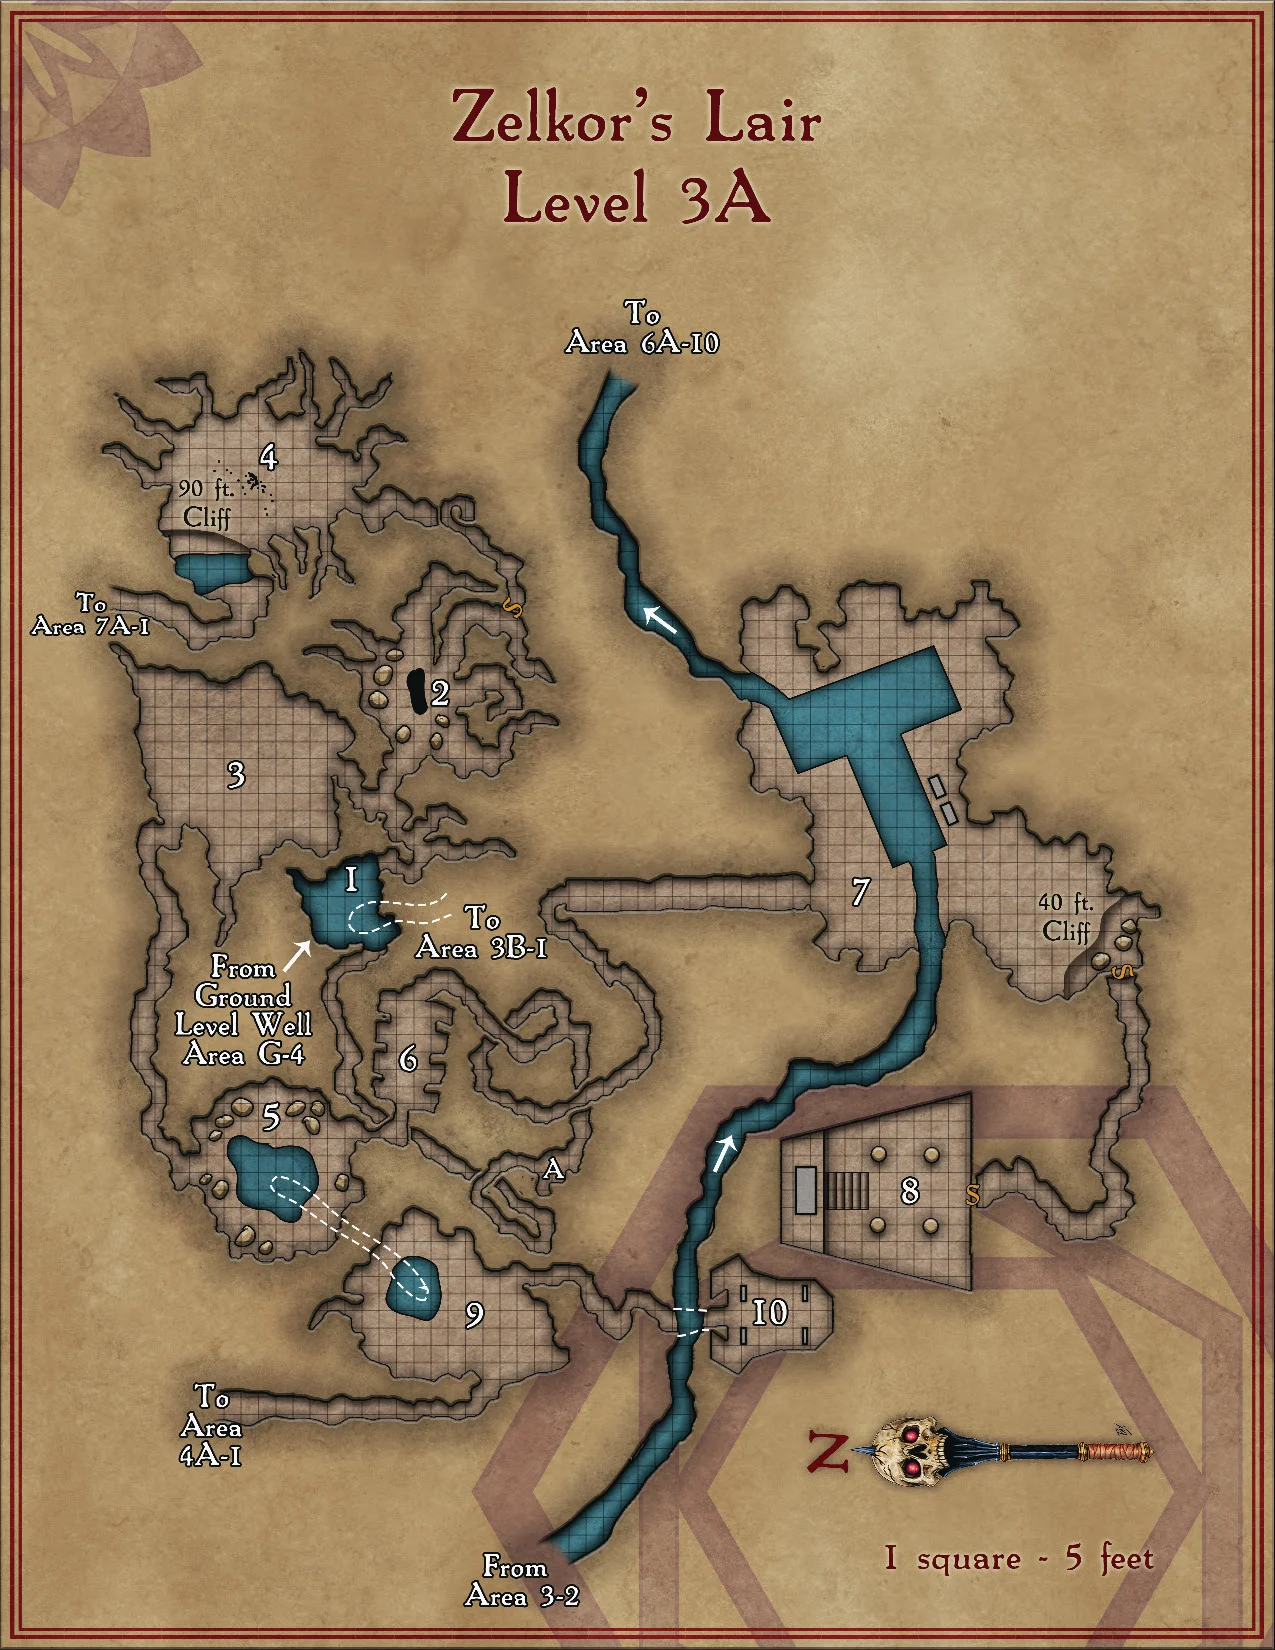 Zelkor's Lair
Level 3A
To
Area 6A-10
4
90 ft.
Cliff
To
Area 7A-1
S
2
3
1
To
Area 3B-1
From
Ground
Level Well
Area G-4
7
40 ft.
Cliff
S
6
5
A
8
S
9
10
To
Area
4A-1
Z
1 square - 5 feet
From
Area 3-2